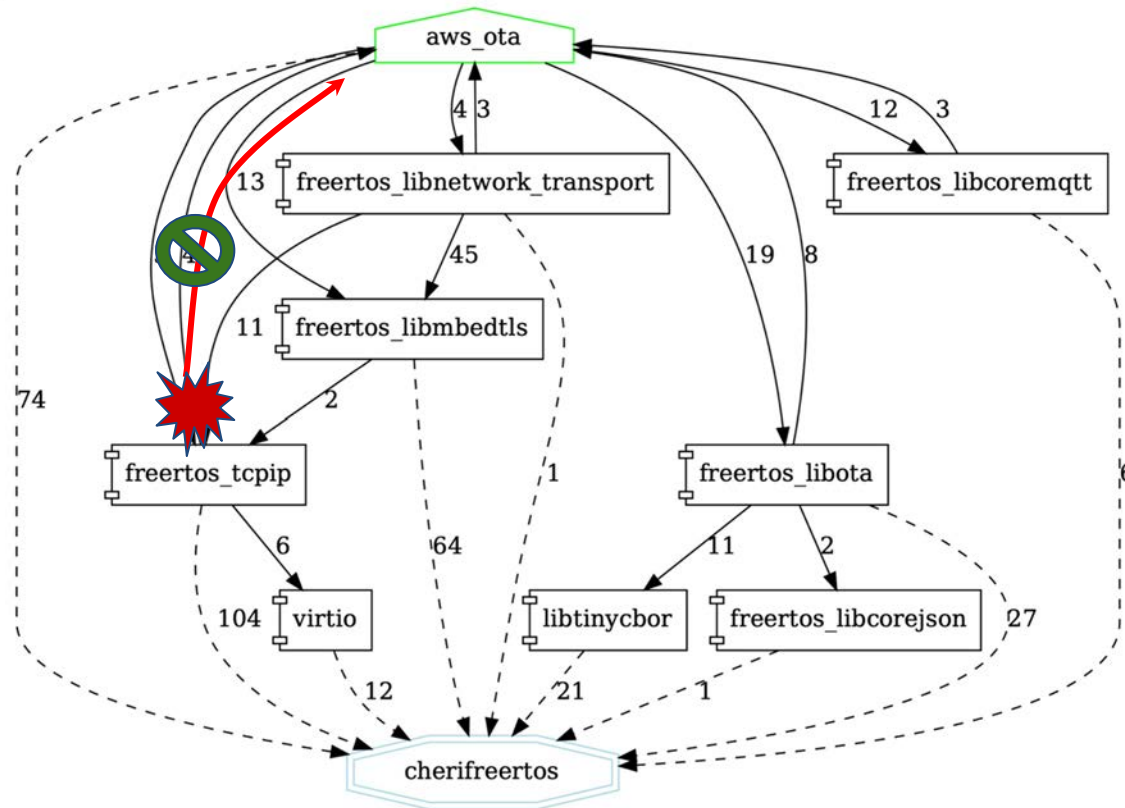 aws_ota
4
3
12
3
13
freertos_libnetwork_transport
freertos_libcoremqtt
4
45
19
8
11
freertos_libmbedtls
74
2
1
freertos_tcpip
freertos_libota
6
64
11
2
104
virtio
libtinycbor
freertos_libcorejson
27
12
21
1
cherifreertos